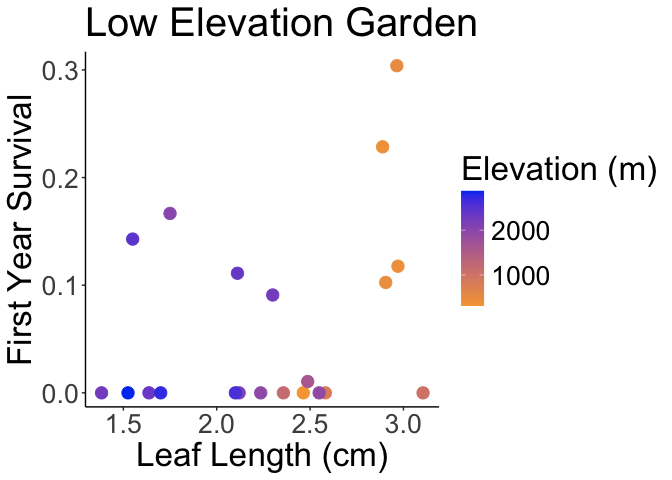 Low Elevation Garden
First Year Survival
0.3
0.2
0.1
0.0
1.5 2.0 2.5 3.0
Leaf Length (cm)
Elevation (m)
2000
1000